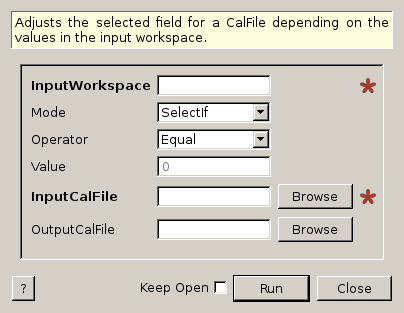 Adjusts the selected field for a CalFile depending on the
values in the input workspace.
InputWorkspace
Mode SelectIf
Operator Equal
Value 0
InputCalFile Browse
OutputCalFile Browse
? Keep Open Run Close